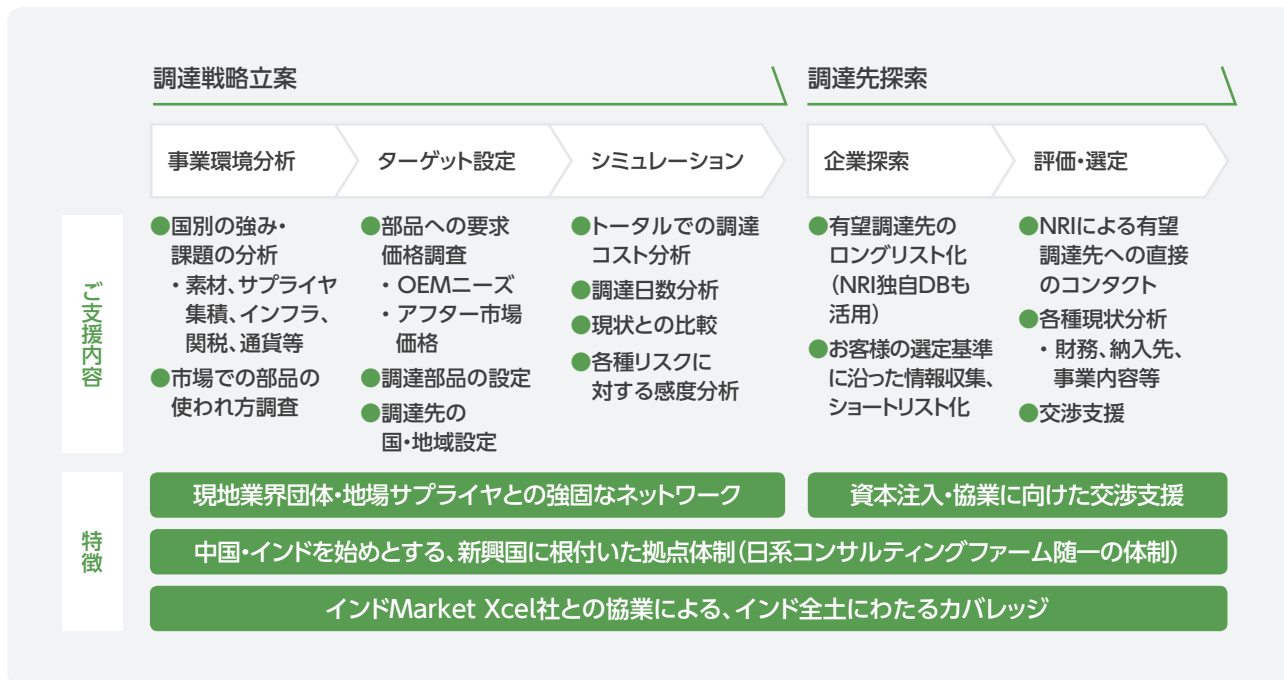 調達戦略立案
調達先探索
事業環境分析
ターゲット設定
シミュレーション
企業探索
評価・選定
ご支援内容
●国別の強み・
課題の分析
・素材、サプライヤ
集積、インフラ、
関税、通貨等
●市場での部品の
使われ方調査
●部品への要求
価格調査
・OEMニーズ
・アフター市場
価格
●調達部品の設定
●調達先の
国・地域設定
●トータルでの調達
コスト分析
●調達日数分析
●現状との比較
●各種リスクに
対する感度分析
●有望調達先の
ロングリスト化
(NRI独自DBも
活用)
●お客様の選定基準
に沿った情報収集、
ショートリスト化
●NRIによる有望
調達先への直接
のコンタクト
●各種現状分析
・財務、納入先、
事業内容等
●交渉支援
特徴
現地業界団体・地場サプライヤとの強固なネットワーク
資本注入・協業に向けた交渉支援
中国・インドを始めとする、新興国に根付いた拠点体制(日系コンサルティングファーム随一の体制)
インドMarket Xcel社との協業による、インド全土にわたるカバレッジ